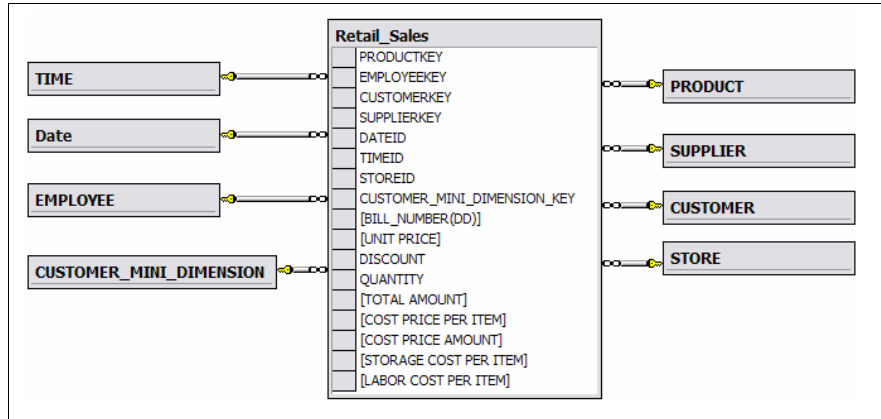 TIME
Date
EMPLOYEE
CUSTOMER_MINI_DIMENSION
Retail_Sales
PRODUCTKEY
EMPLOYEEKEY
CUSTOMERKEY
SUPPLIERKEY
DATEID
TIMEID
STOREID
CUSTOMER_MINI_DIMENSION_KEY
[BILL_NUMBER(DD)]
[UNIT PRICE]
DISCOUNT
QUANTITY
[TOTAL AMOUNT]
[COST PRICE PER ITEM]
[COST PRICE AMOUNT]
[STORAGE COST PER ITEM]
[LABOR COST PER ITEM]
PRODUCT
SUPPLIER
CUSTOMER
STORE